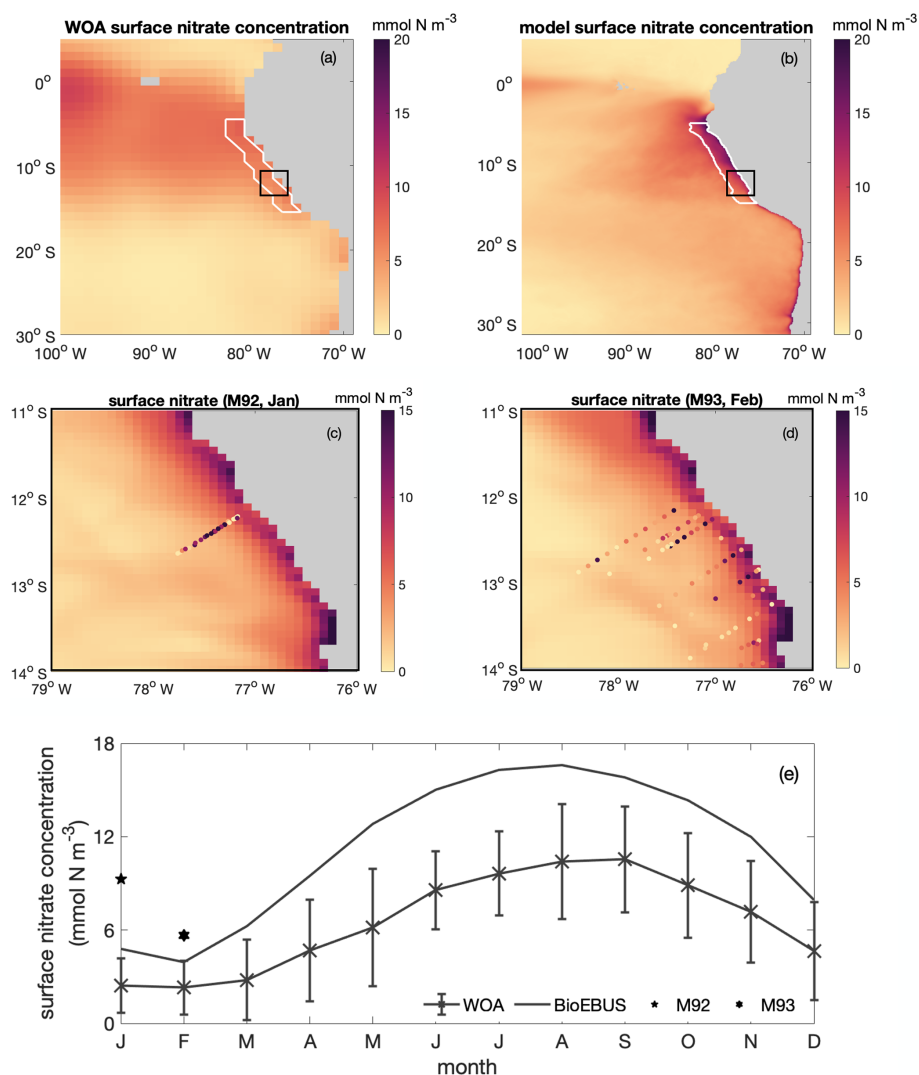 WOA surface nitrate concentration
mmol N m⁻³
(a)
0° 
10° S
20° S
30° S
100° W 90° W 80° W 70° W
20
15
10
5
0
model surface nitrate concentration
mmol N m⁻³
(b)
0°
10° S
20° S
30° S
100° W 90° W 80° W 70° W
20
15
10
5
0
surface nitrate (M92, Jan)
mmol N m⁻³
(c)
11° S
12° S
13° S
14° S
79° W 78° W 77° W 76° W
15
10
5
0
surface nitrate (M93, Feb)
mmol N m⁻³
(d)
11° S
12° S
13° S
14° S
79° W 78° W 77° W 76° W
15
10
5
0
surface nitrate concentration
(mmol N m⁻³)
18
12
6
0
(e)
WOA BioEBUS M92 M93
J F M A M J J A S O N D
month